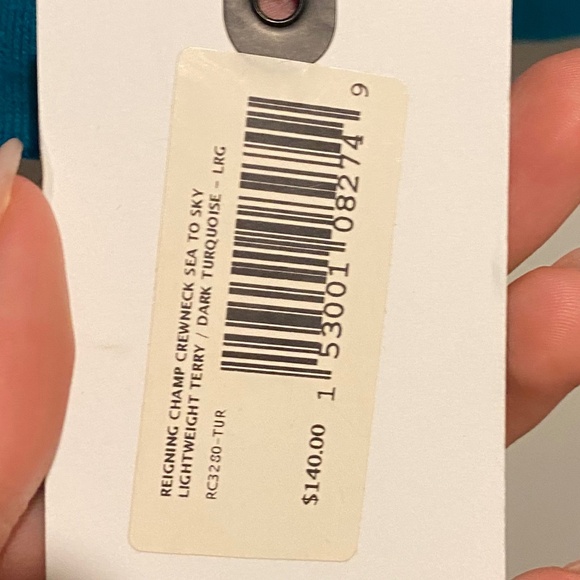 REIGNING CHAMP CREWNECK SEA TO SKY
LIGHTWEIGHT TERRY / DARK TURQUOISE - LRG
RC3280-TUR
1 53001 08274 9
$140.00